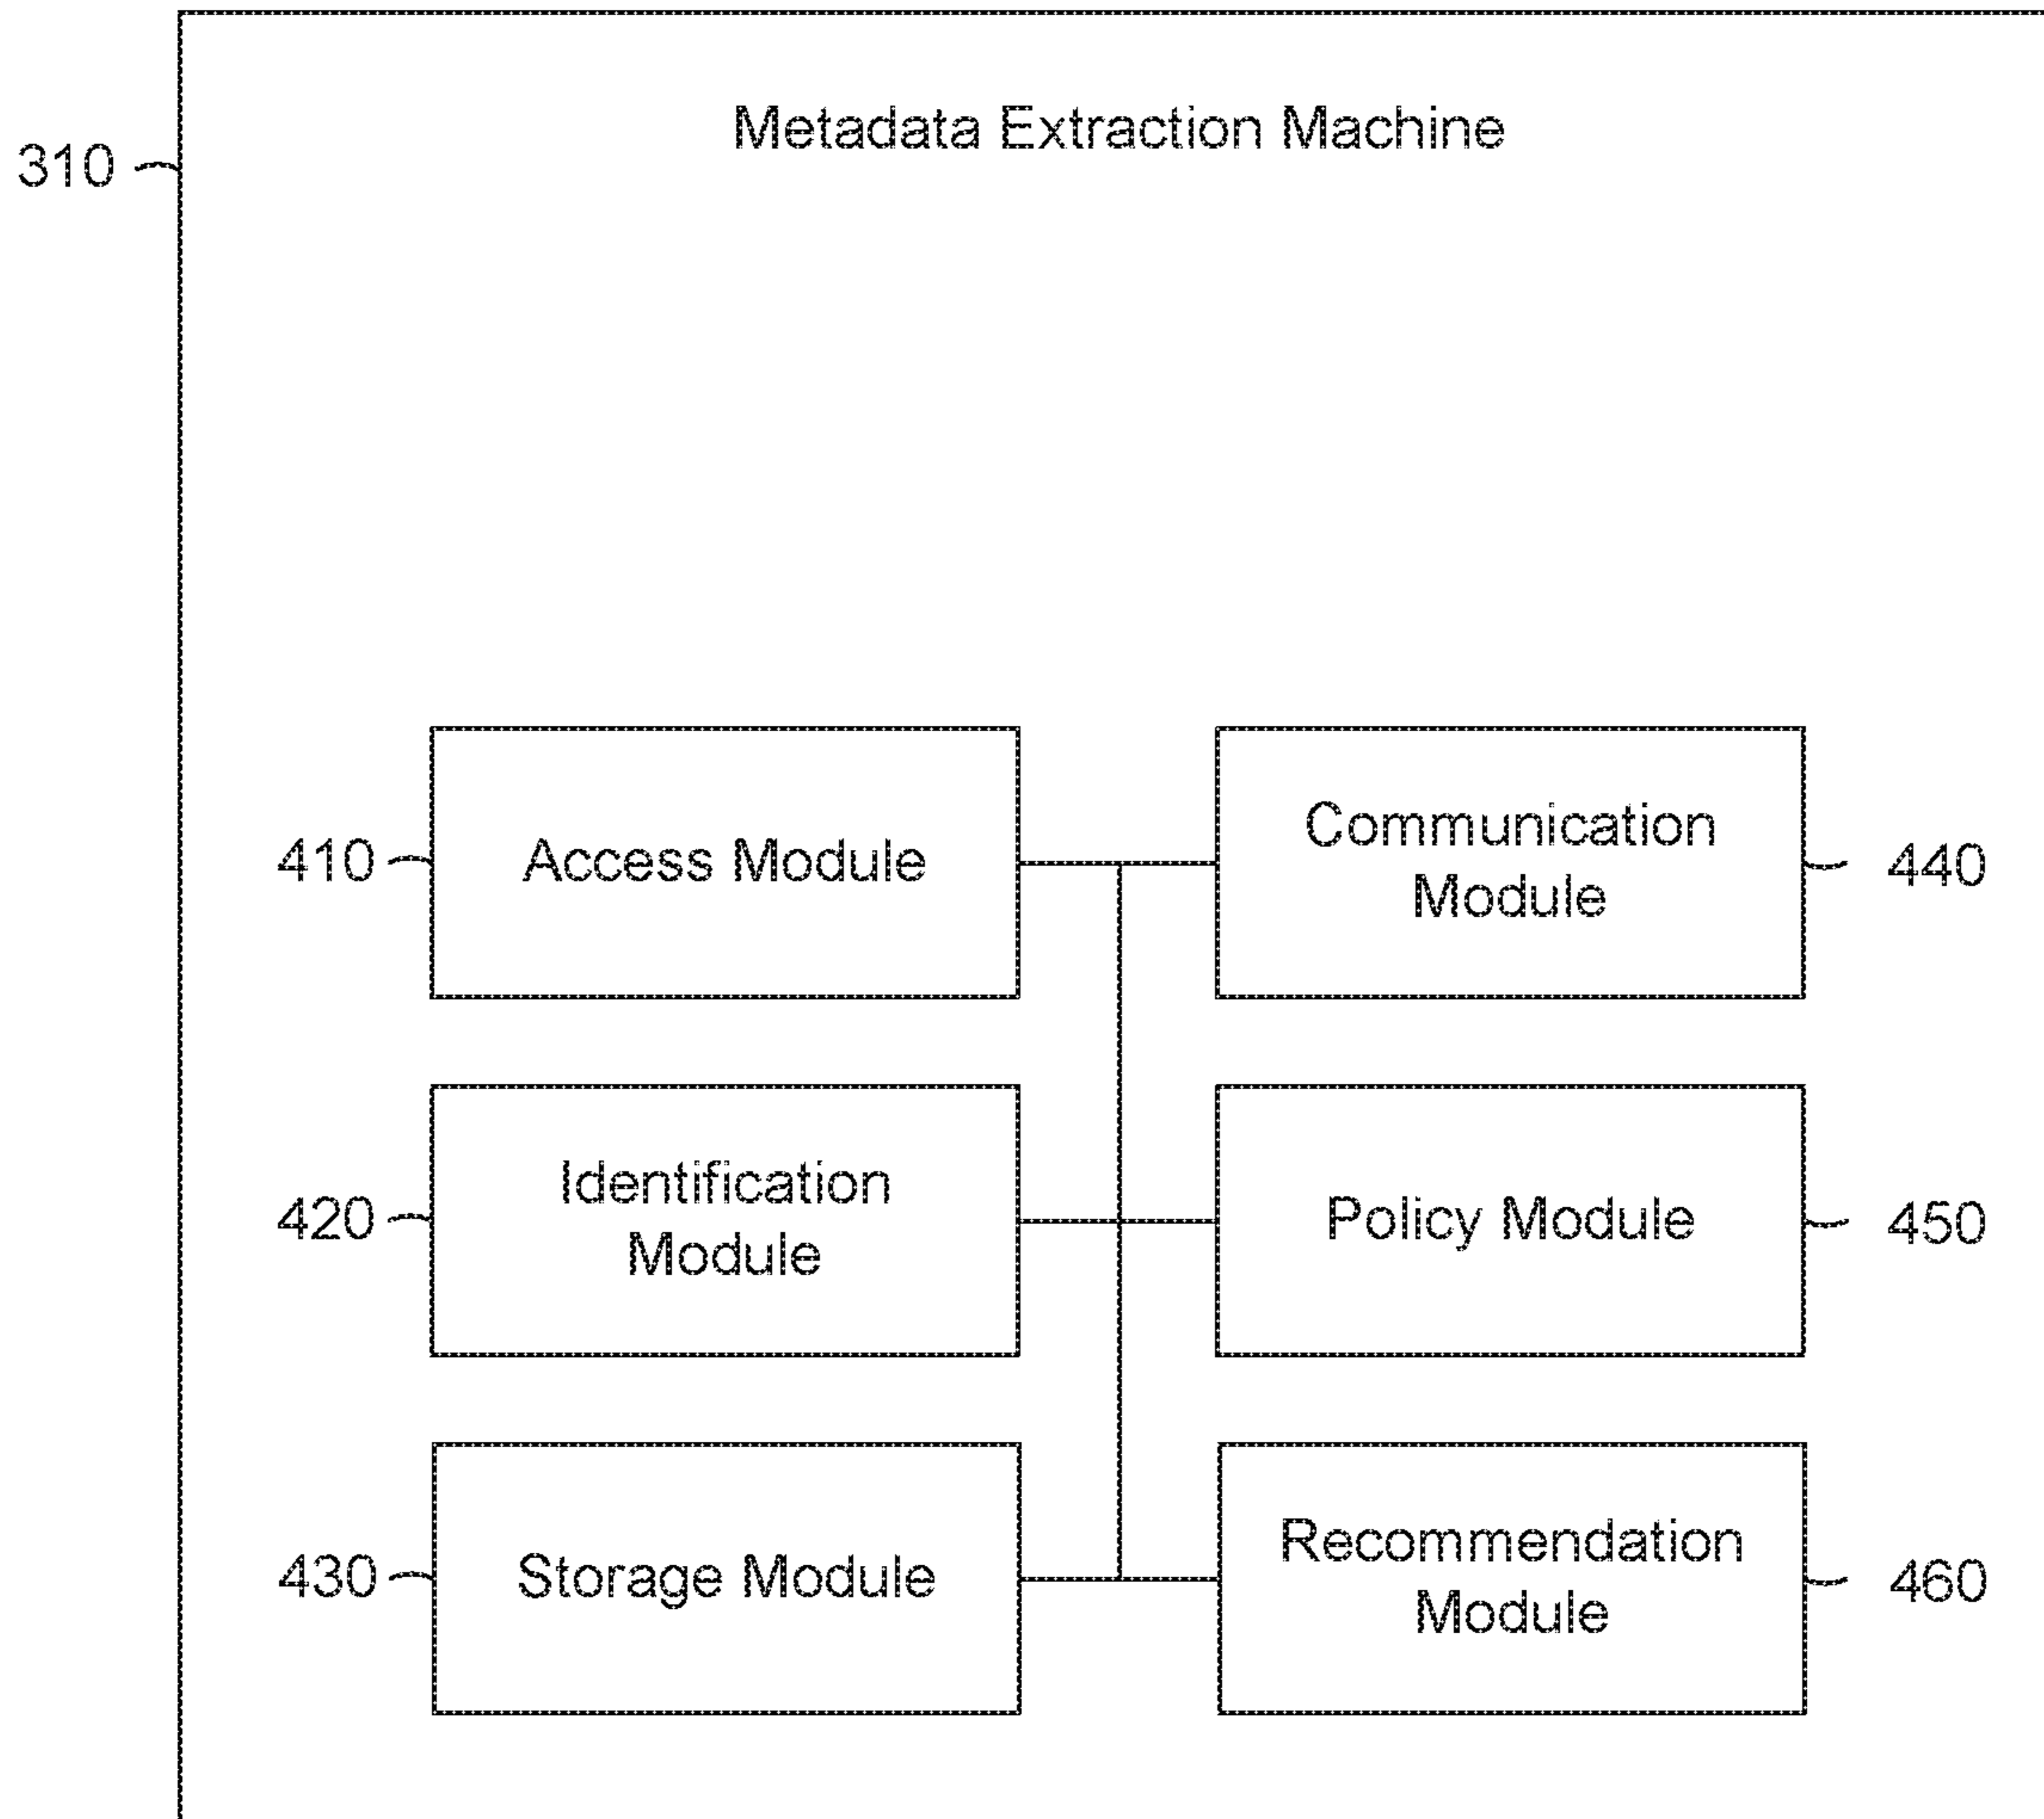 Metadata Extraction Machine
310
410
Access Module
Communication
Module
440
420
Identification
Module
Policy Module
450
430
Storage Module
Recommendation
Module
460